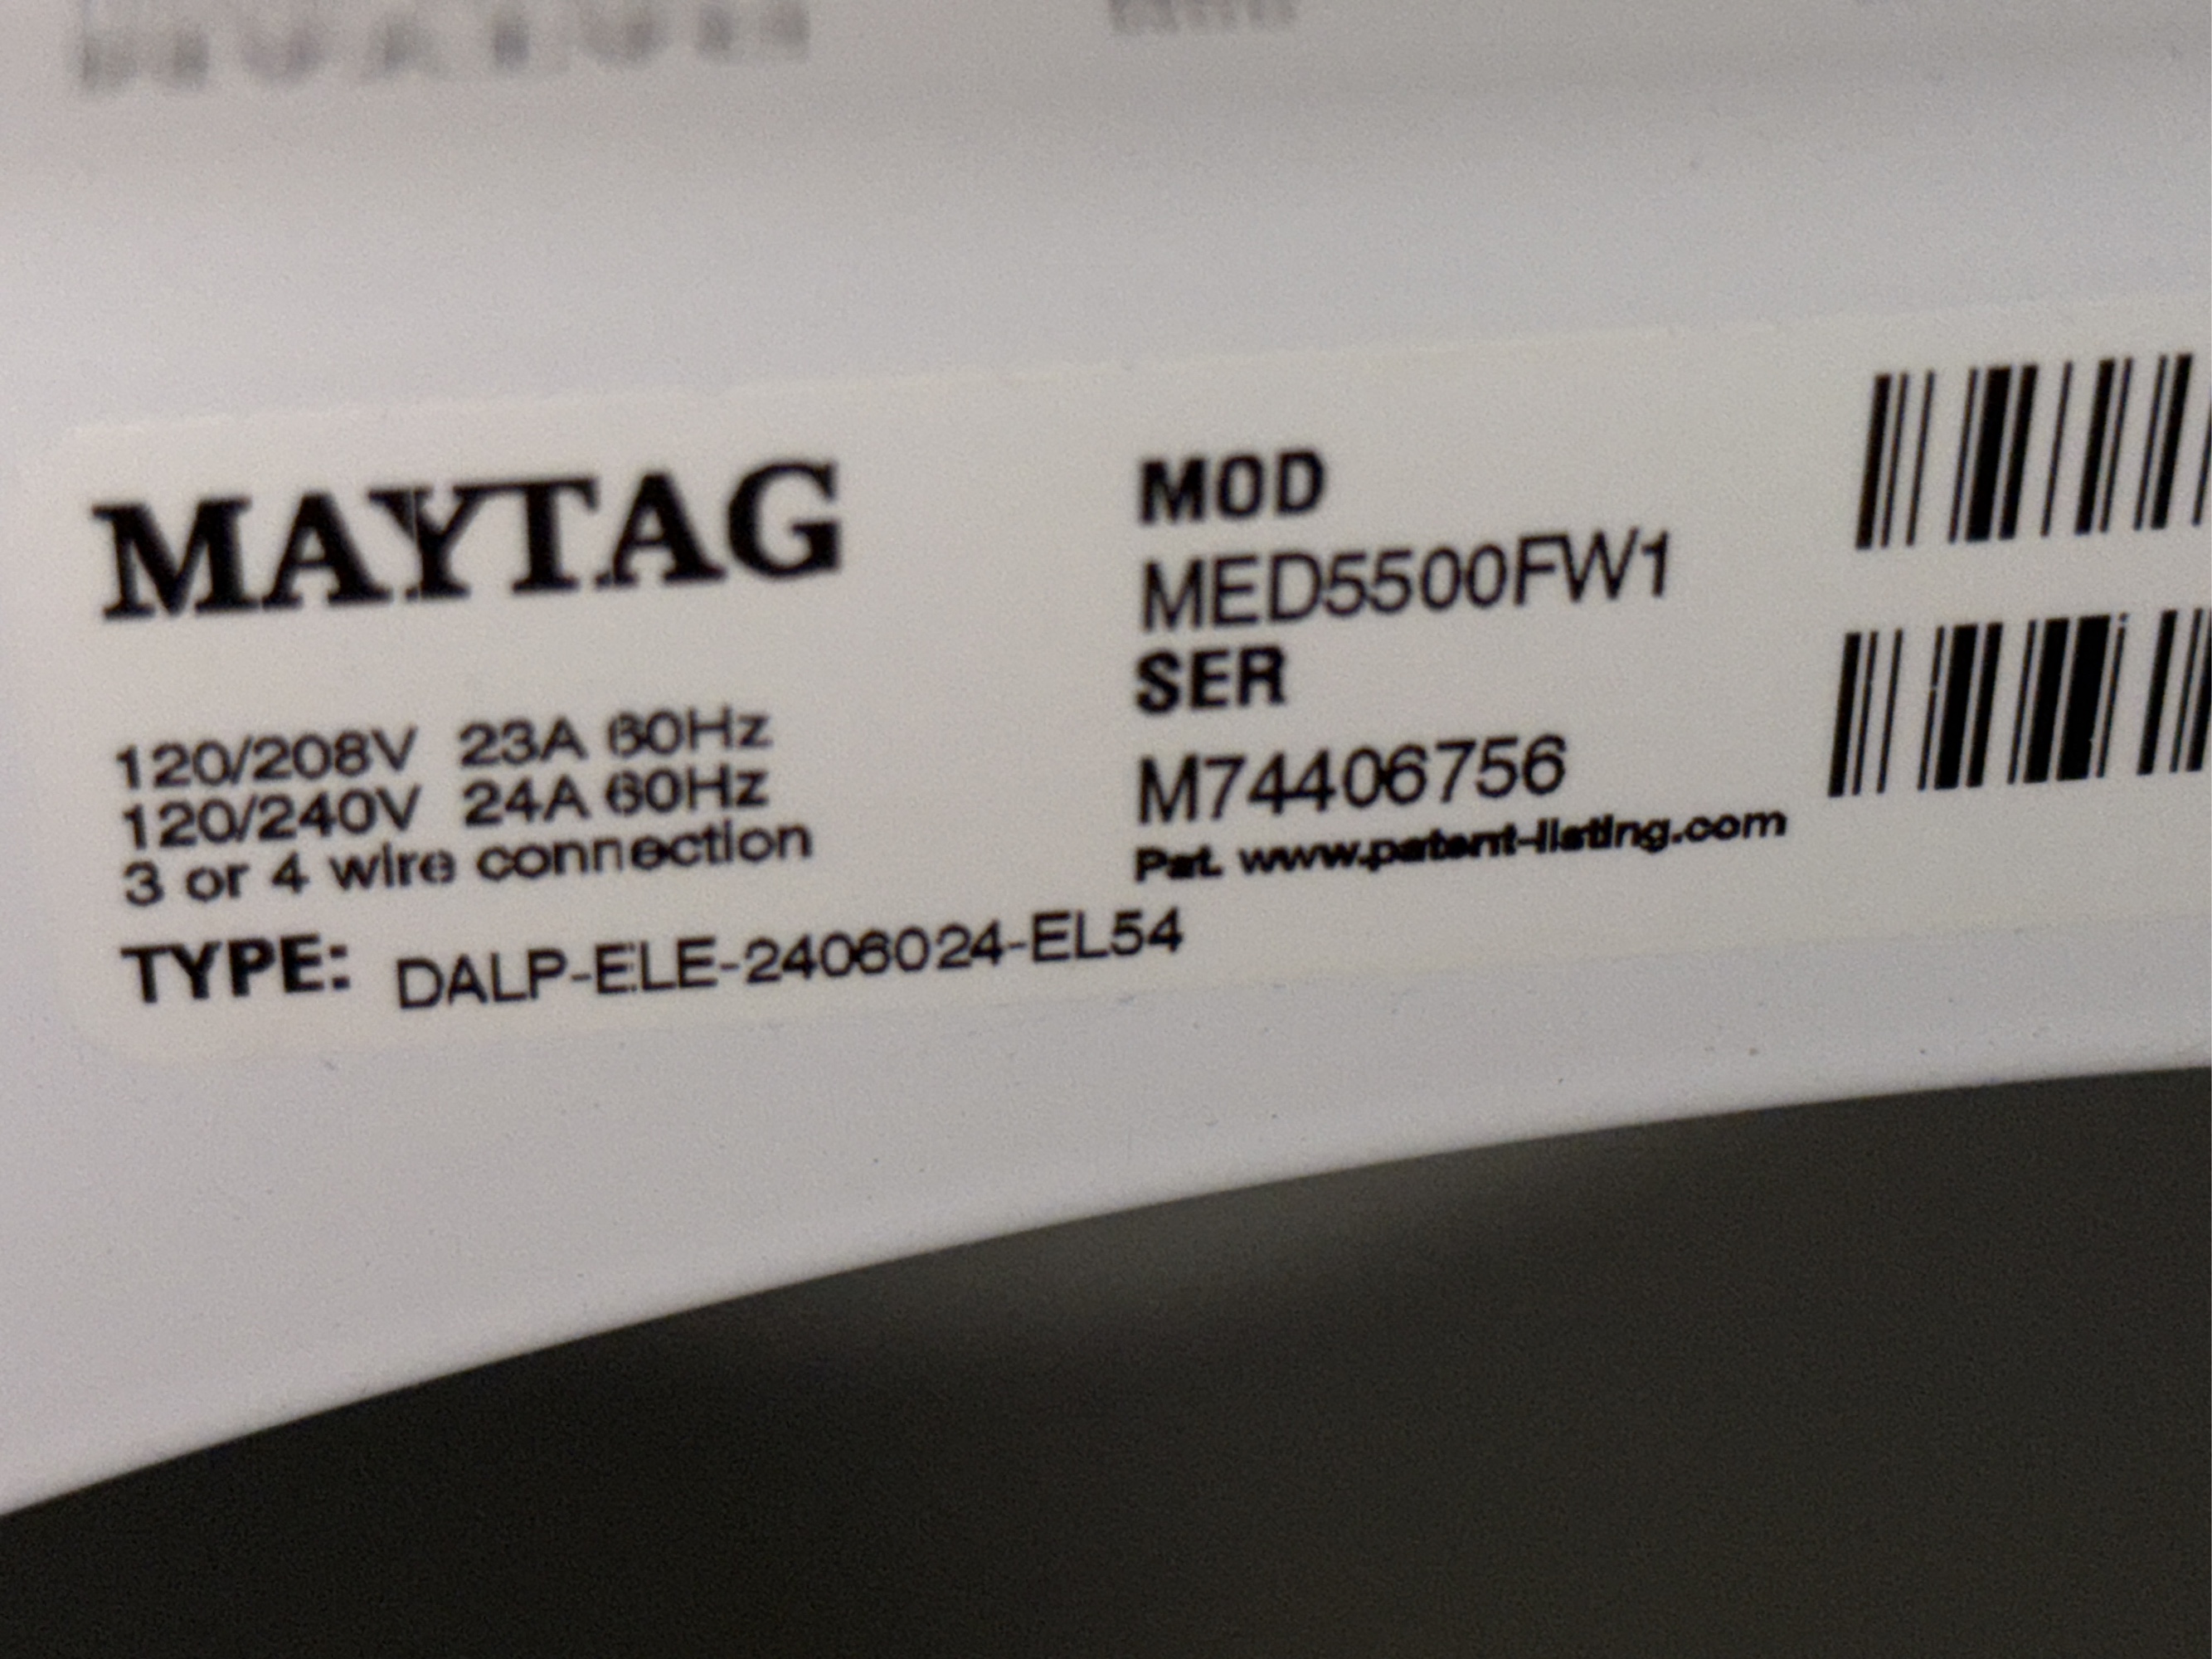 MAYTAG
120/208V 23A 60Hz
120/240V 24A 60Hz
3 or 4 wire connection
TYPE: DALP-ELE-2406024-EL54
MOD
MED5500FW1
SER
M74406756
Pat. www.patent-listing.com